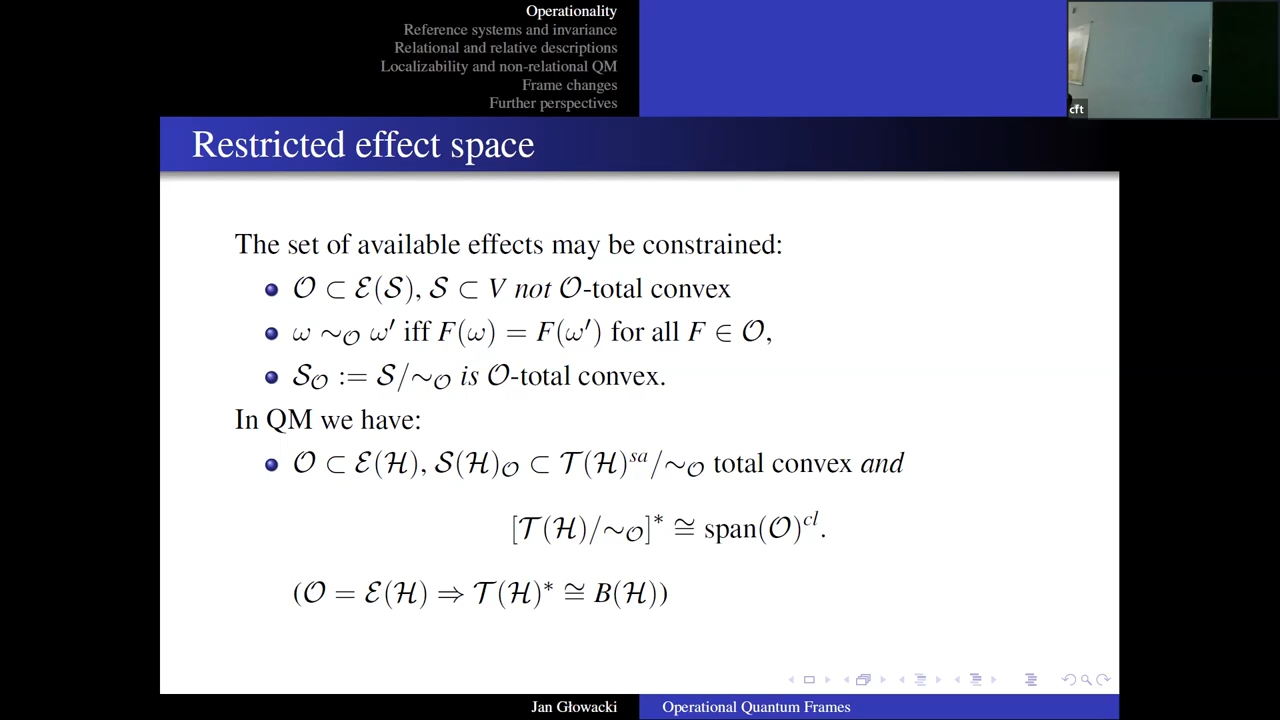 Operationality
Reference systems and invariance
Relational and relative descriptions
Localizability and non-relational QM
Frame changes
Further perspectives
cft
Restricted effect space
The set of available effects may be constrained:
𝒪 ⊂ ℰ(𝒮), 𝒮 ⊂ V not 𝒪-total convex
ω ∼_𝒪 ω′ iff F(ω) = F(ω′) for all F ∈ 𝒪,
𝒮_𝒪 := 𝒮/∼_𝒪 is 𝒪-total convex.
In QM we have:
𝒪 ⊂ ℰ(ℋ), 𝒮(ℋ)_𝒪 ⊂ 𝒯(ℋ)^{sa}/∼_𝒪 total convex and
[𝒯(ℋ)/∼_𝒪]^* ≅ span(𝒪)^{cl}.
(𝒪 = ℰ(ℋ) ⇒ 𝒯(ℋ)^* ≅ B(ℋ))
Jan Głowacki
Operational Quantum Frames